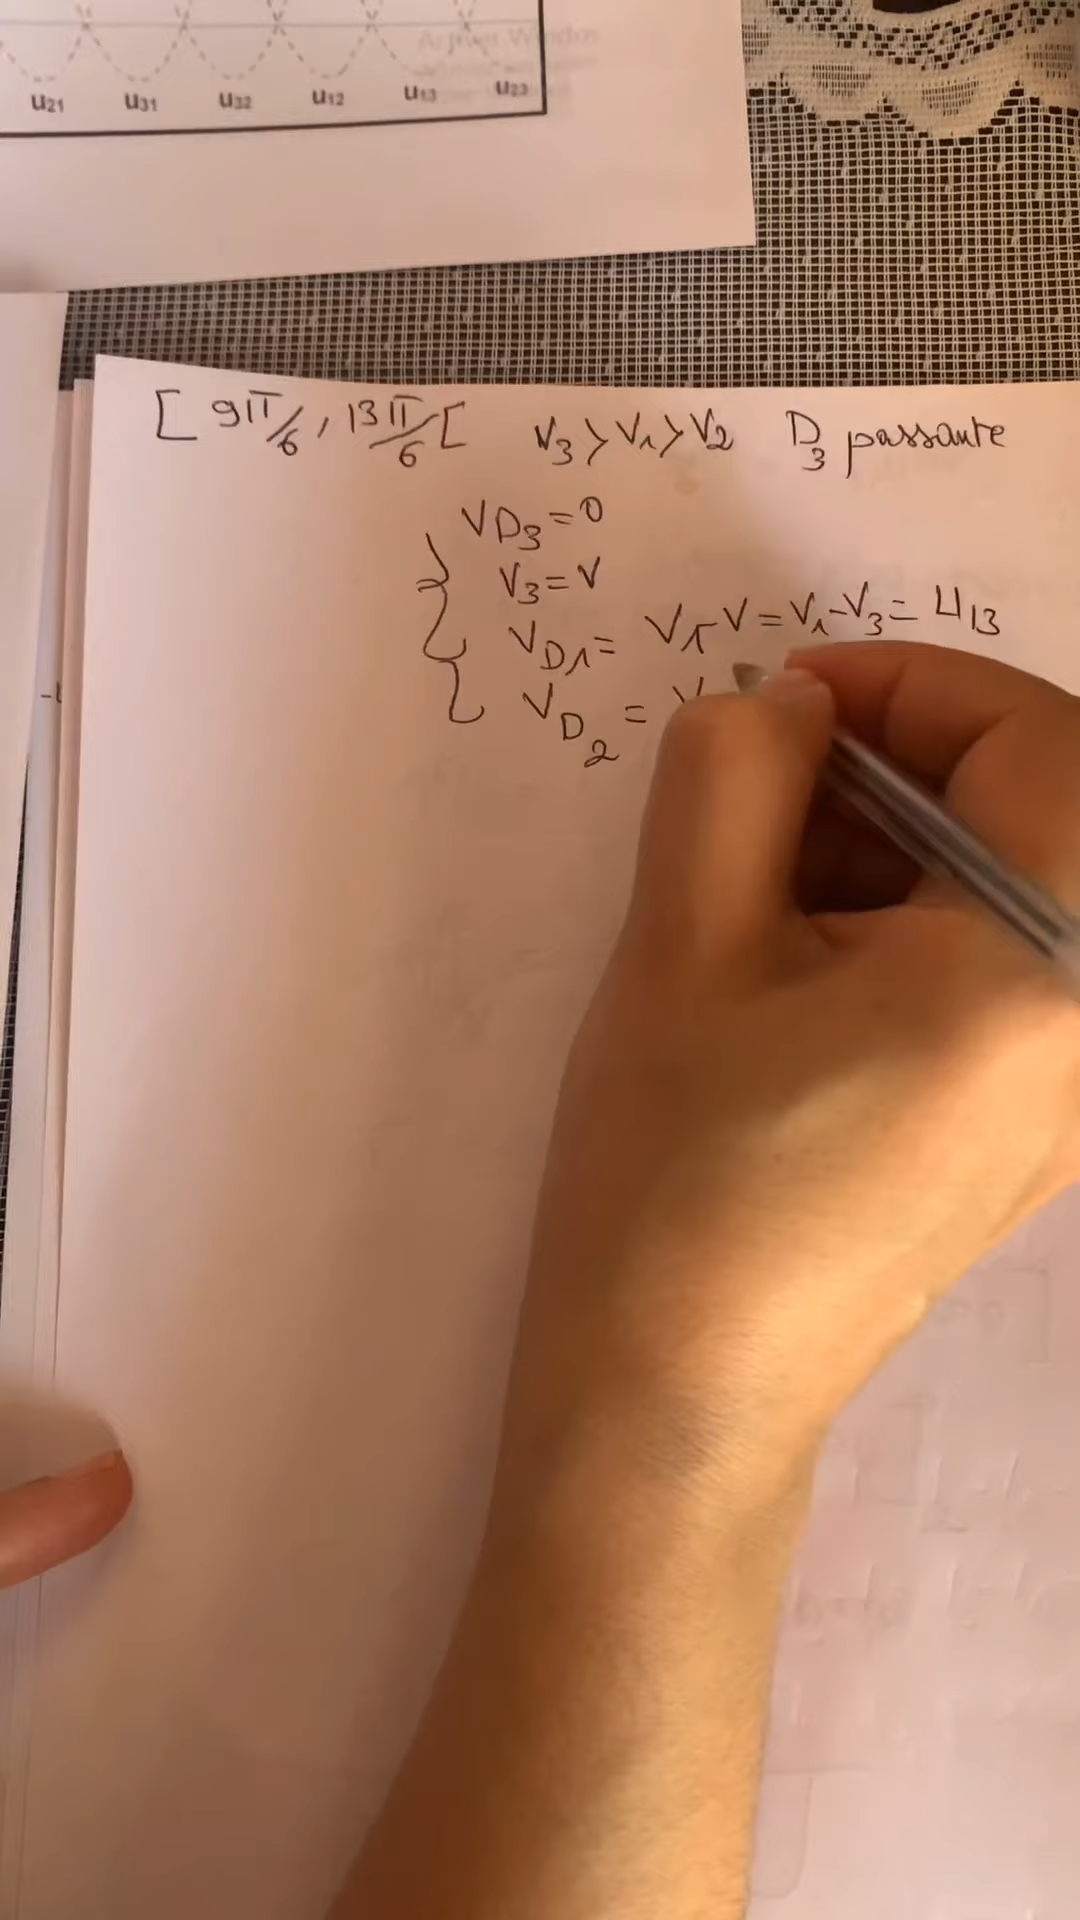 u21 u31 u32 u12 u13 u23
[ 9π/6 , 13π/6 [ V3 > V1 > V2 D3 passante
VD3 = 0
V3 = V
VD1 = V1-V = V1-V3 = U13
VD2 = V